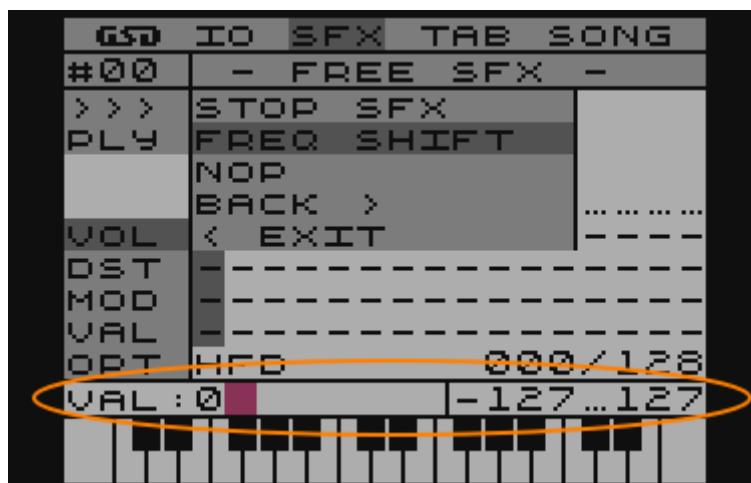 GSD IO SFX TAB SONG
#00 - FREE SFX -
>>> STOP SFX
PLY FREQ SHIFT
NOP
BACK > ... ... ... ...
VOL < EXIT - - - -
DST - - - - - - - - - - - - - - - -
MOD - - - - - - - - - - - - - - - -
VAL - - - - - - - - - - - - - - - -
OPT 000/128
VAL:0 -127...127